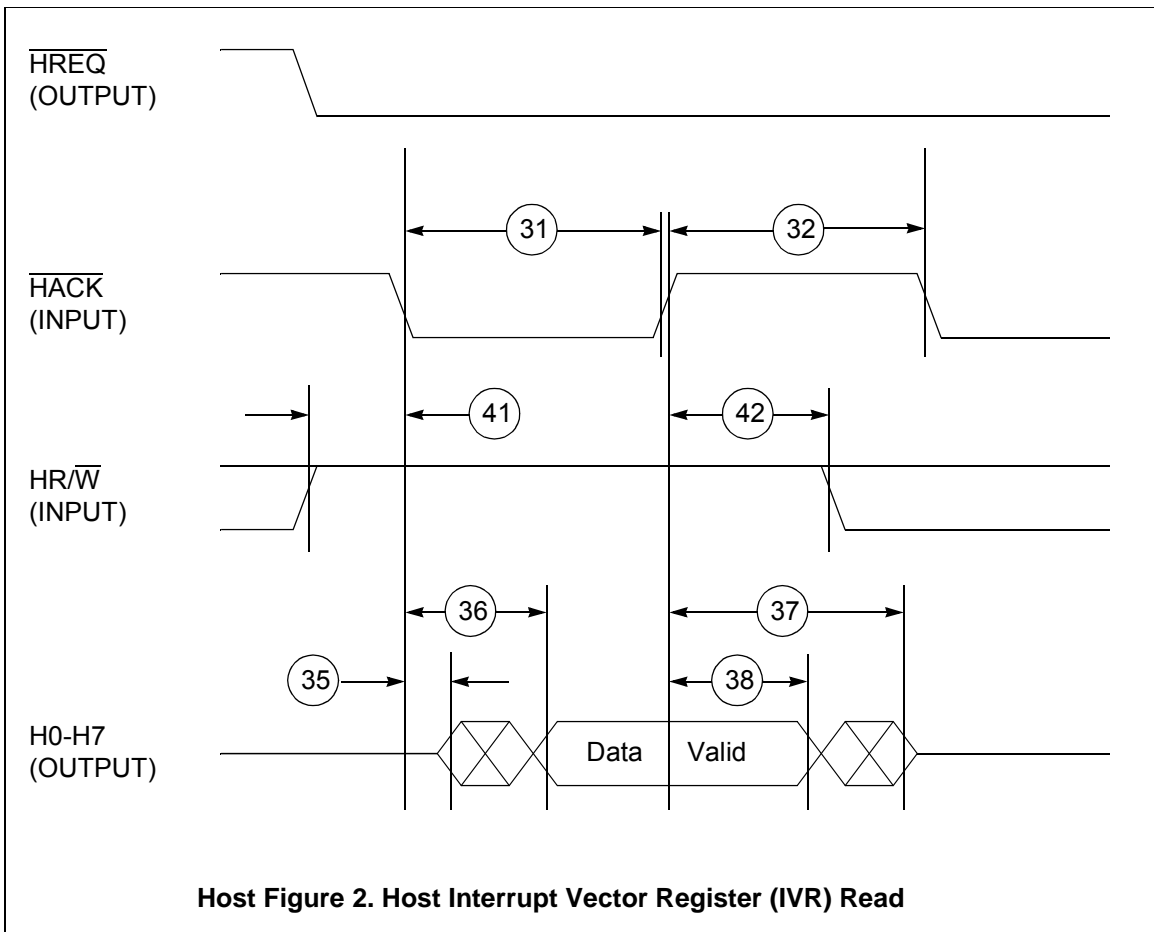 HREQ
(OUTPUT)
31
32
HACK
(INPUT)
41
42
HR/W
(INPUT)
36
37
35
38
H0-H7
(OUTPUT)
Data Valid
Host Figure 2. Host Interrupt Vector Register (IVR) Read